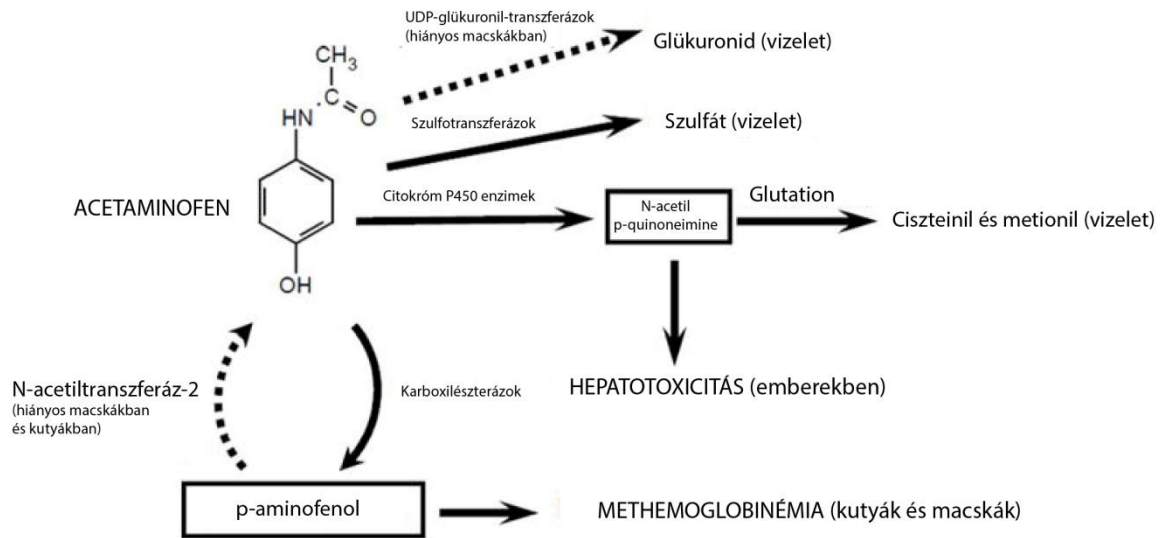 UDP-glükuronil-transzferázok
(hiányos macskákban)
Glükuronid (vizelet)
CH3
C
O
HN
Szulfotranszferázok
Szulfát (vizelet)
ACETAMINOFEN
Citokróm P450 enzimek
N-acetil
p-quinoneimine
Glutation
Ciszteinil és metionil (vizelet)
OH
N-acetiltranszferáz-2
(hiányos macskákban
és kutyákban)
Karboxilészterázok
HEPATOTOXICITÁS (emberekben)
p-aminofenol
METHEMOGLOBINÉMIA (kutyák és macskák)